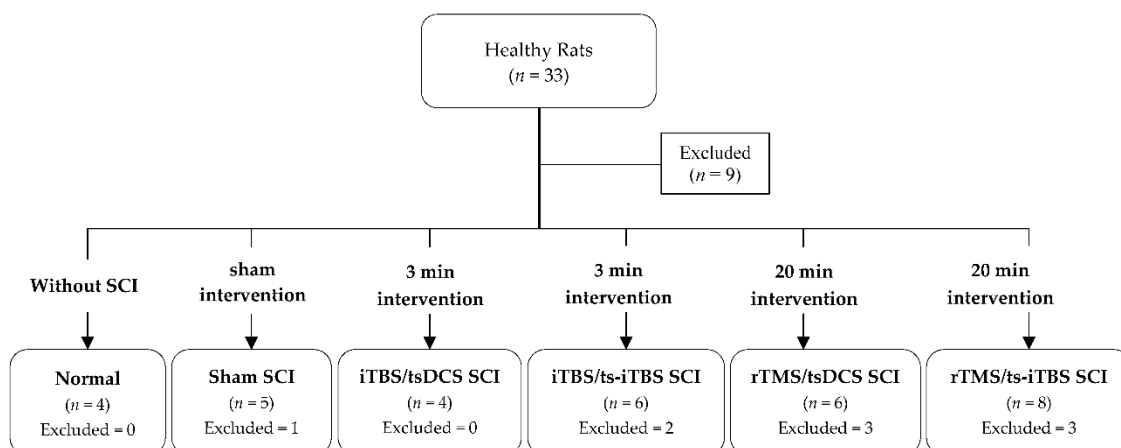 Healthy Rats
(n = 33)
Excluded
(n = 9)
Without SCI
sham
intervention
3 min
intervention
3 min
intervention
20 min
intervention
20 min
intervention
Normal
(n = 4)
Excluded = 0
Sham SCI
(n = 5)
Excluded = 1
iTBS/tsDCS SCI
(n = 4)
Excluded = 0
iTBS/ts-iTBS SCI
(n = 6)
Excluded = 2
rTMS/tsDCS SCI
(n = 6)
Excluded = 3
rTMS/ts-iTBS SCI
(n = 8)
Excluded = 3